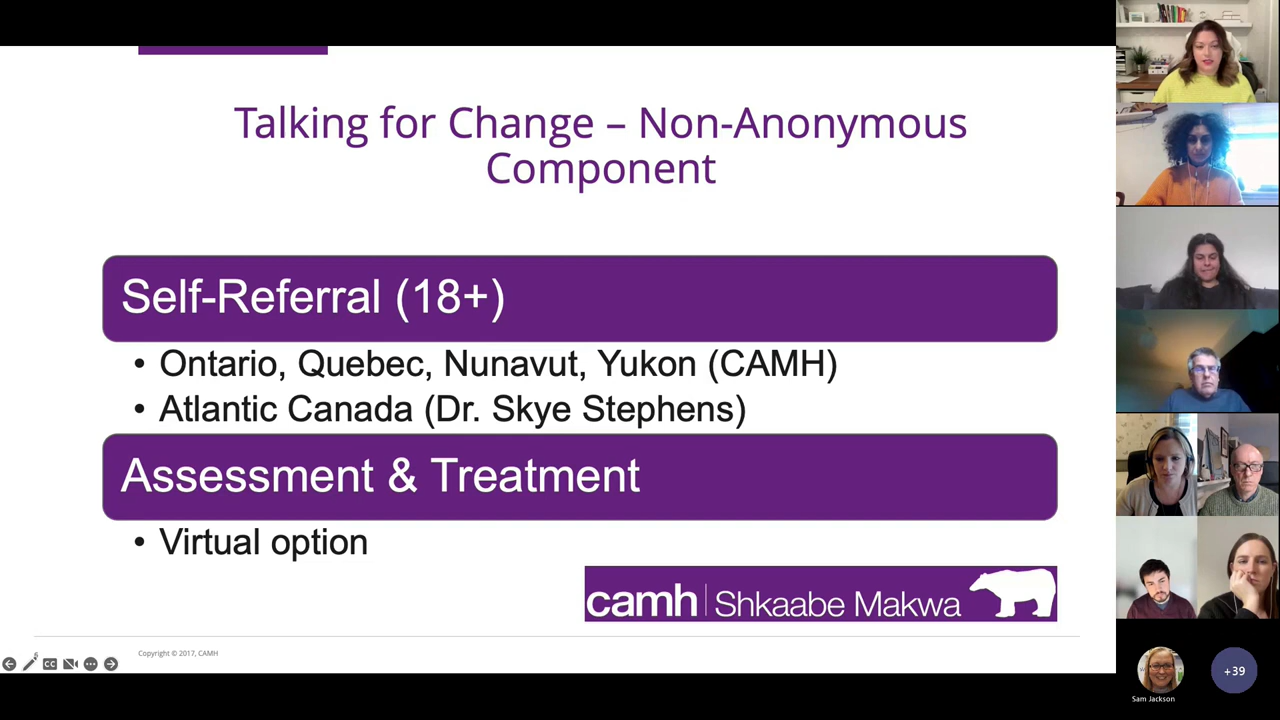 Talking for Change – Non-Anonymous
Component
Self-Referral (18+)
• Ontario, Quebec, Nunavut, Yukon (CAMH)
• Atlantic Canada (Dr. Skye Stephens)
Assessment & Treatment
• Virtual option
camh | Shkaabe Makwa
Copyright © 2017, CAMH
CC
+39
Sam Jackson